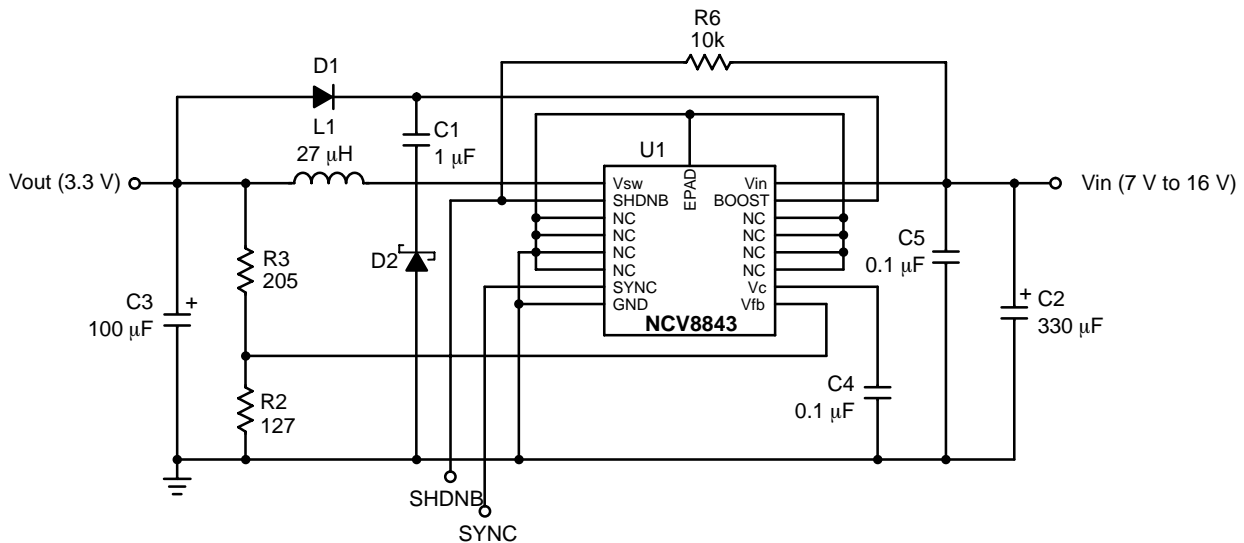 R6
10k
D1
L1
27 μH
C1
1 μF
U1
Vout (3.3 V)
Vin (7 V to 16 V)
Vsw
SHDNB
NC
NC
NC
NC
SYNC
GND
EPAD
Vin
BOOST
NC
NC
NC
NC
Vc
Vfb
NCV8843
R3
205
D2
C5
0.1 μF
C3
+
100 μF
+
C2
330 μF
R2
127
C4
0.1 μF
SHDNB
SYNC